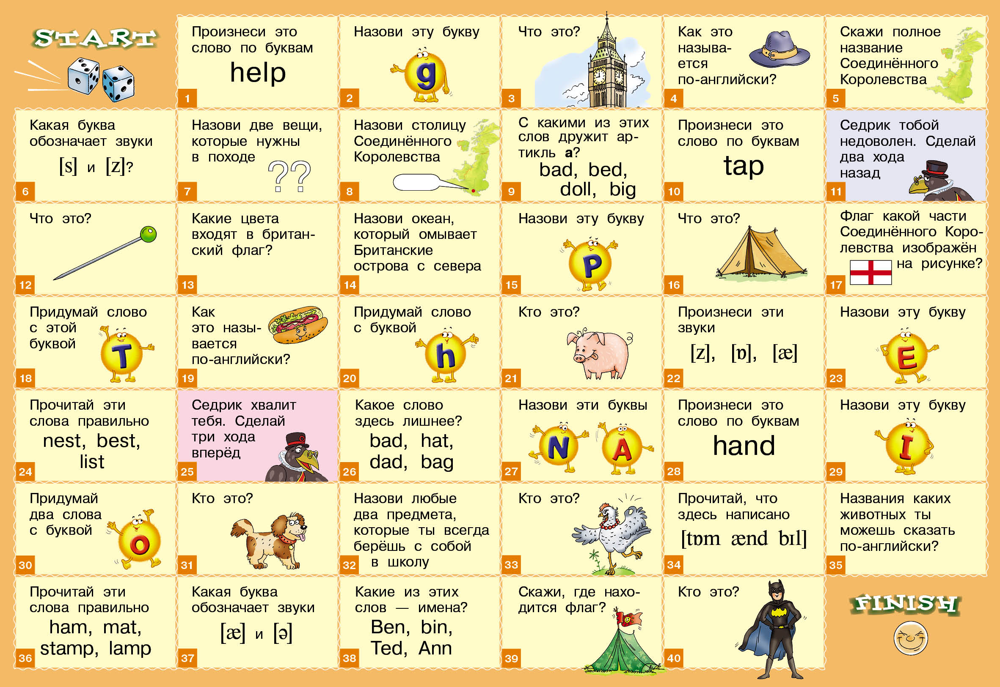 START
Произнеси это
слово по буквам
help
1
Назови эту букву
g
2
Что это?
3
Как это
называ-
ется
по-английски?
4
Скажи полное
название
Соединённого
Королевства
5
Какая буква
обозначает звуки
[s] и [z]?
6
Назови две вещи,
которые нужны
в походе
??
7
Назови столицу
Соединённого
Королевства
8
С какими из этих
слов дружит ар-
тикль а?
bad, bed,
doll, big
9
Произнеси это
слово по буквам
tap
10
Седрик тобой
недоволен. Сделай
два хода
назад
11
Что это?
12
Какие цвета
входят в британ-
ский флаг?
13
Назови океан,
который омывает
Британские
острова с севера
14
Назови эту букву
P
15
Что это?
16
Флаг какой части
Соединённого Коро-
левства изображён
на рисунке?
17
Придумай слово
с этой
буквой
T
18
Как
это назы-
вается
по-английски?
19
Придумай слово
с буквой
h
20
Кто это?
21
Произнеси эти
звуки
[z], [ɒ], [æ]
22
Назови эту букву
E
23
Прочитай эти
слова правильно
nest, best,
list
24
Седрик хвалит
тебя. Сделай
три хода
вперёд
25
Какое слово
здесь лишнее?
bad, hat,
dad, bag
26
Назови эти буквы
N A
27
Произнеси это
слово по буквам
hand
28
Назови эту букву
I
29
Придумай
два слова
с буквой
o
30
Кто это?
31
Назови любые
два предмета,
которые ты всегда
берёшь с собой
в школу
32
Кто это?
33
Прочитай, что
здесь написано
[tɒm ænd bɪl]
34
Названия каких
животных ты
можешь сказать
по-английски?
35
Прочитай эти
слова правильно
ham, mat,
stamp, lamp
36
Какая буква
обозначает звуки
[æ] и [ə]
37
Какие из этих
слов — имена?
Ben, bin,
Ted, Ann
38
Скажи, где нахо-
дится флаг?
39
Кто это?
40
FINISH